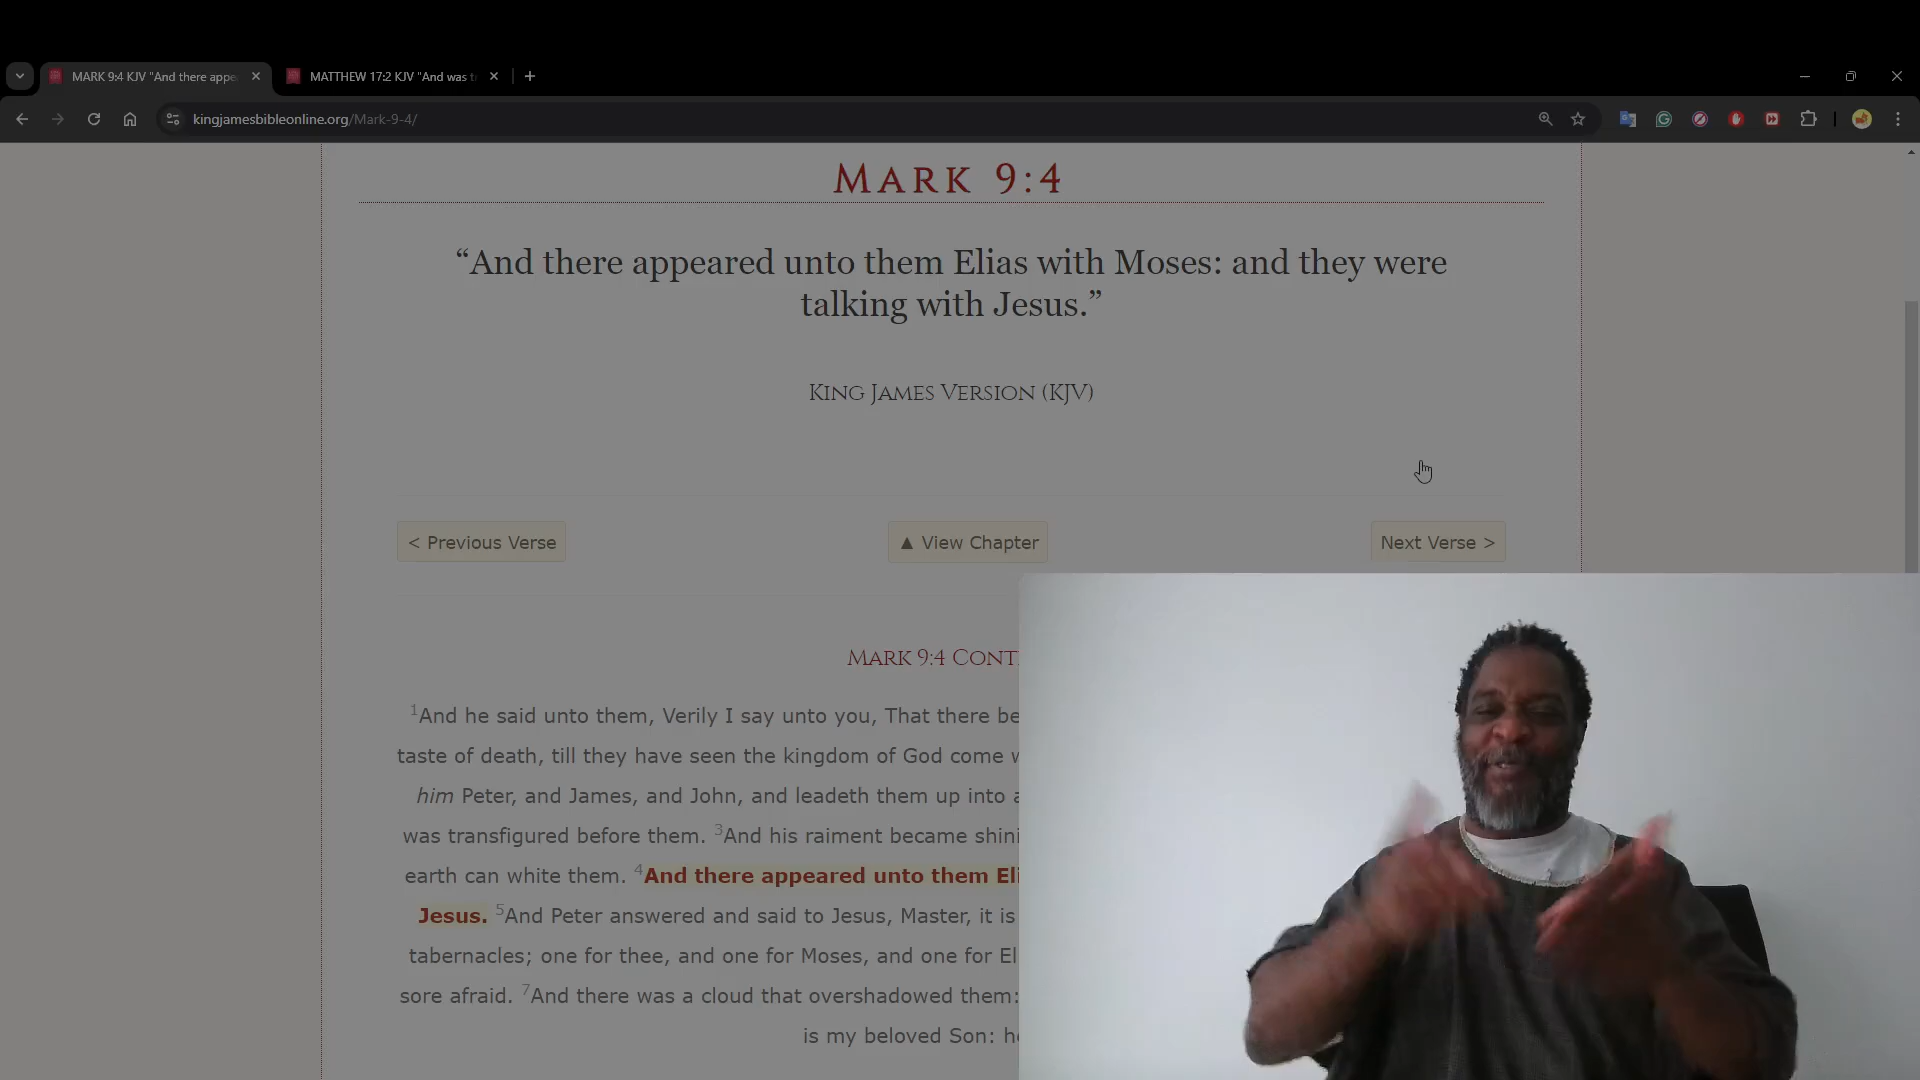 MARK 9:4 KJV "And there appe
MATTHEW 17:2 KJV "And was t
kingjamesbibleonline.org/Mark-9-4/
MARK 9:4
“And there appeared unto them Elias with Moses: and they were
talking with Jesus.”
KING JAMES VERSION (KJV)
< Previous Verse
▲ View Chapter
Next Verse >
MARK 9:4 CONT
1And he said unto them, Verily I say unto you, That there be
taste of death, till they have seen the kingdom of God come
him Peter, and James, and John, and leadeth them up into
was transfigured before them. 3And his raiment became shini
earth can white them. 4And there appeared unto them Eli
Jesus. 5And Peter answered and said to Jesus, Master, it is
tabernacles; one for thee, and one for Moses, and one for El
sore afraid. 7And there was a cloud that overshadowed them:
is my beloved Son: he